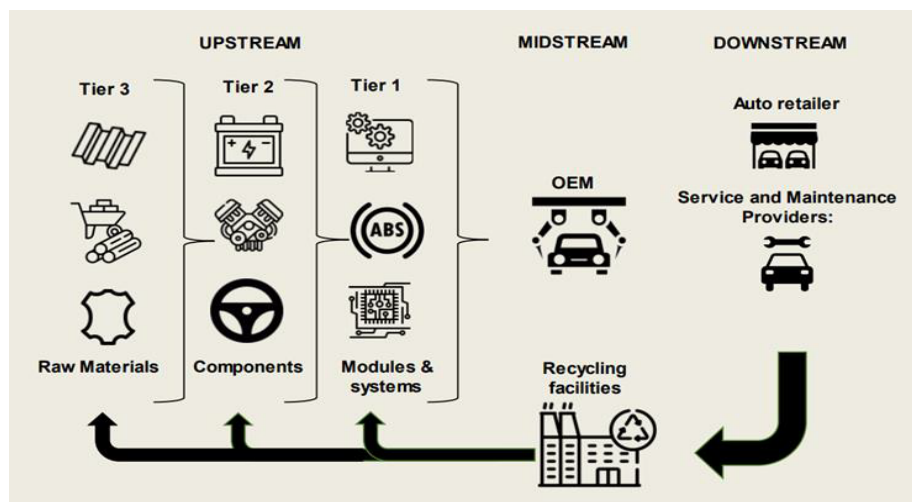 UPSTREAM
MIDSTREAM
DOWNSTREAM
Tier 3
Tier 2
Tier 1
Auto retailer
+ -
OEM
Service and Maintenance
Providers:
ABS
Raw Materials
Components
Modules &
systems
Recycling
facilities